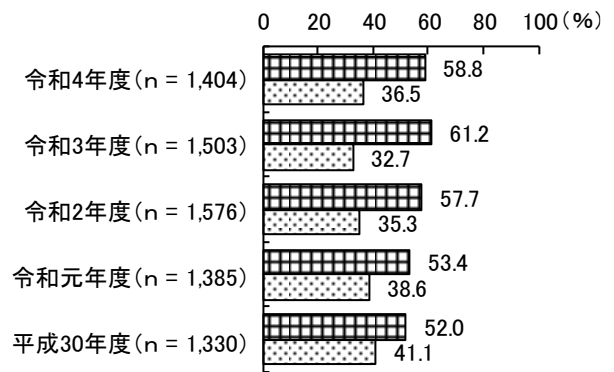 0 20 40 60 80 100(%)
令和4年度(n = 1,404) 58.8
36.5
令和3年度(n = 1,503) 61.2
32.7
令和2年度(n = 1,576) 57.7
35.3
令和元年度(n = 1,385) 53.4
38.6
平成30年度(n = 1,330) 52.0
41.1